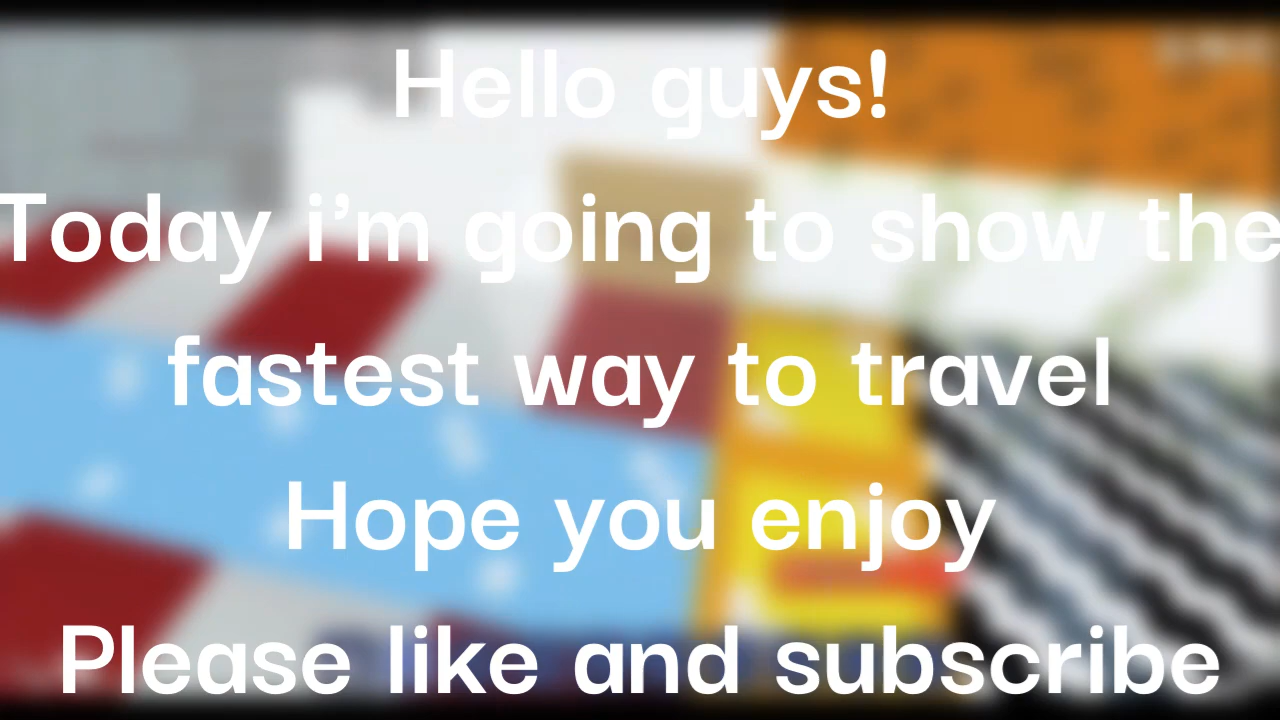 Hello guys!
Today i’m going to show the
fastest way to travel
Hope you enjoy
Please like and subscribe